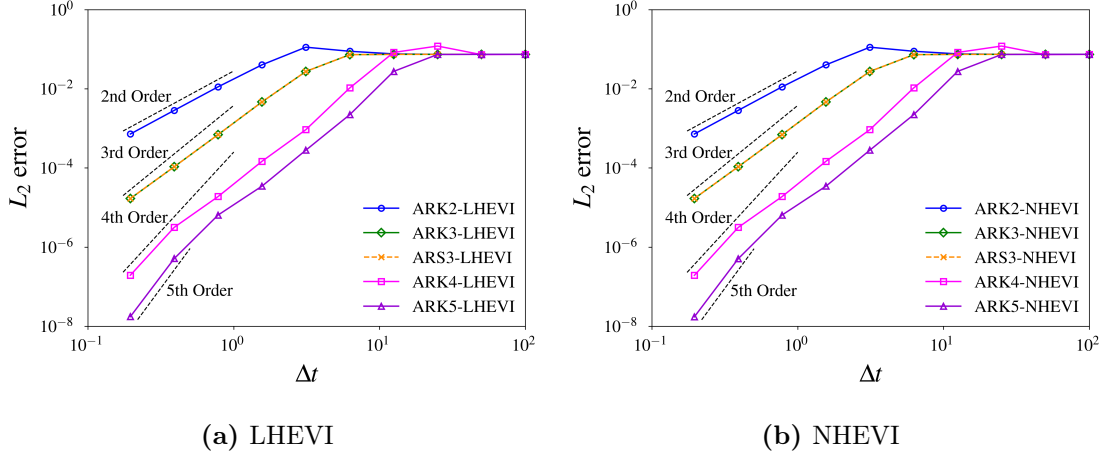 10^0
10^-2
10^-4
10^-6
10^-8
L_2 error
2nd Order
3rd Order
4th Order
5th Order
ARK2-LHEVI
ARK3-LHEVI
ARS3-LHEVI
ARK4-LHEVI
ARK5-LHEVI
10^-1
10^0
10^1
10^2
Δt
(a) LHEVI
10^0
10^-2
10^-4
10^-6
10^-8
L_2 error
2nd Order
3rd Order
4th Order
5th Order
ARK2-NHEVI
ARK3-NHEVI
ARS3-NHEVI
ARK4-NHEVI
ARK5-NHEVI
10^-1
10^0
10^1
10^2
Δt
(b) NHEVI